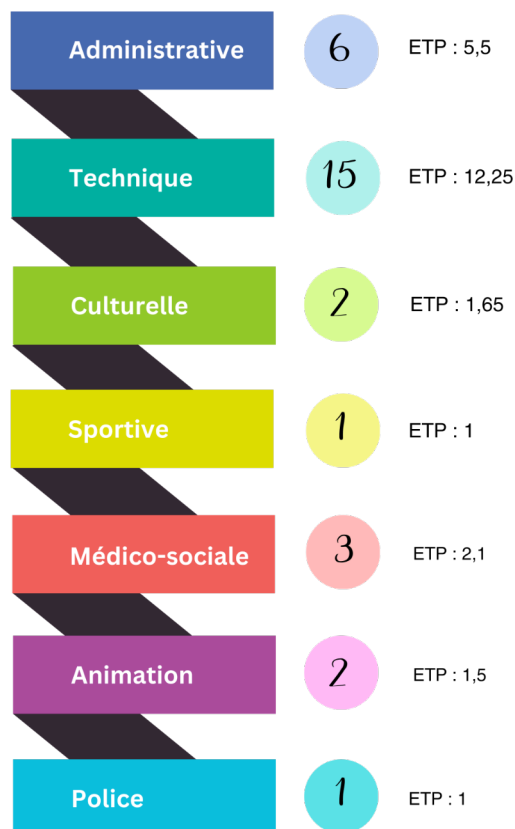 Administrative 6 ETP : 5,5
Technique 15 ETP : 12,25
Culturelle 2 ETP : 1,65
Sportive 1 ETP : 1
Médico-sociale 3 ETP : 2,1
Animation 2 ETP : 1,5
Police 1 ETP : 1